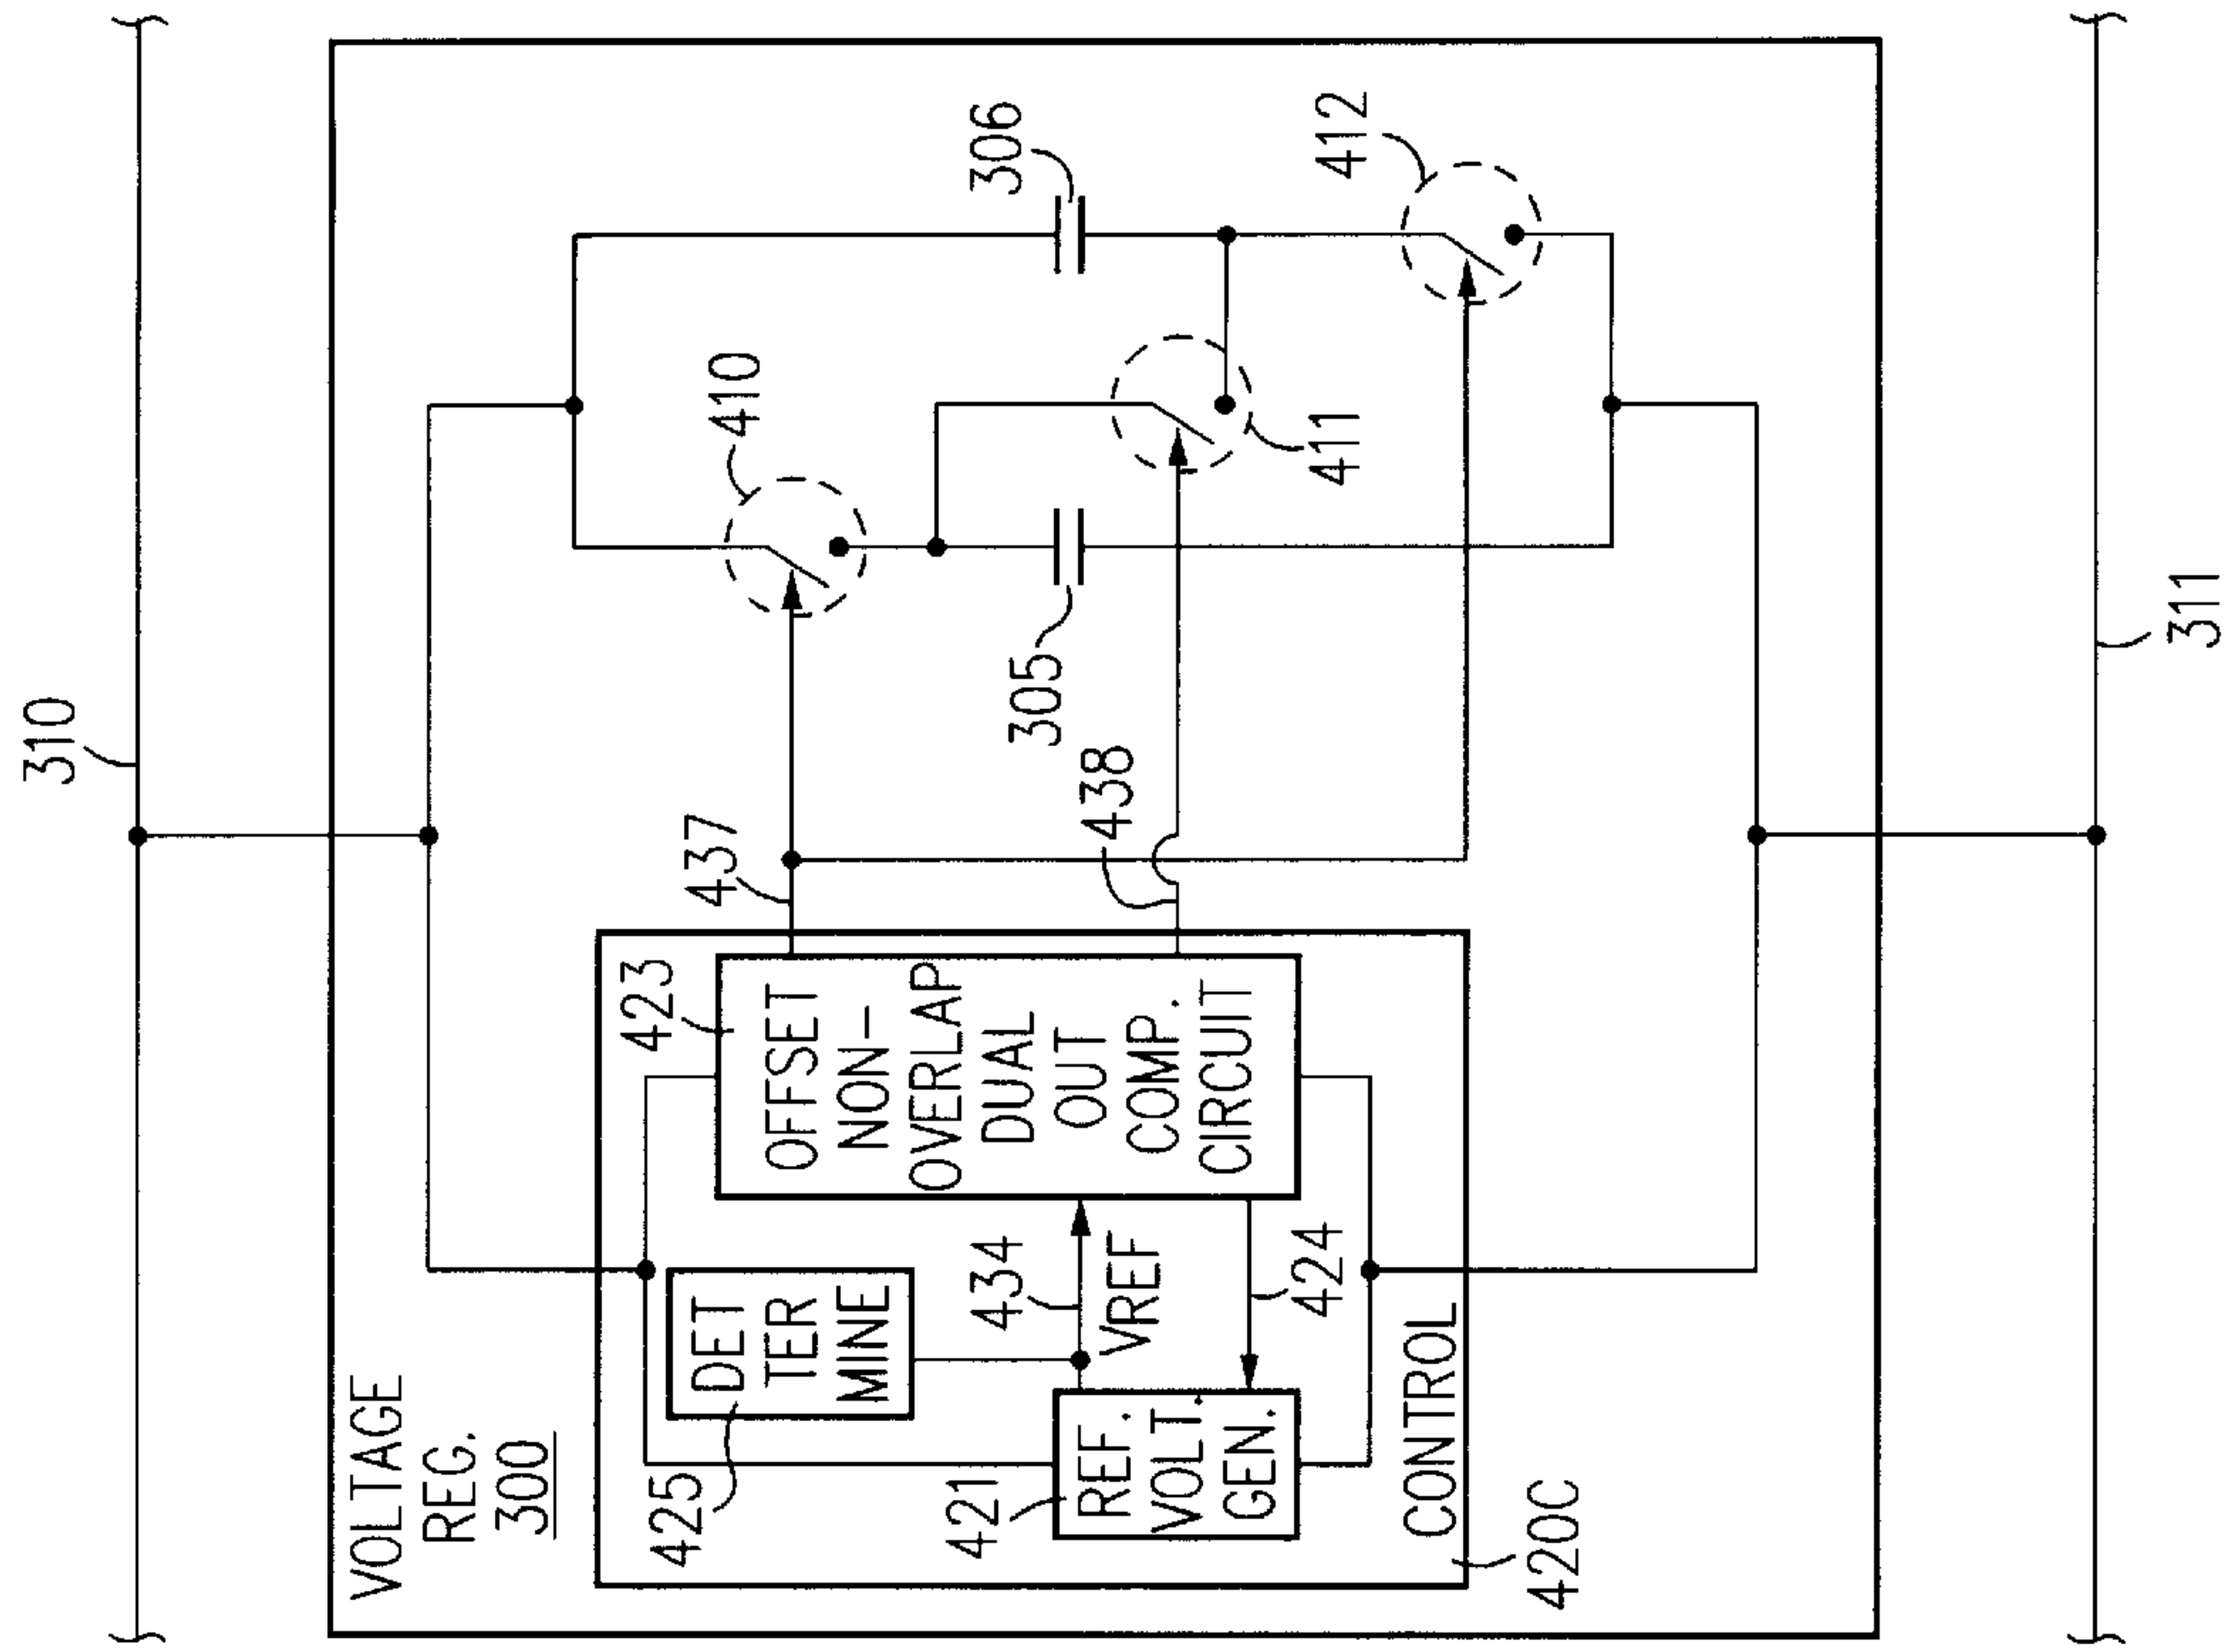 310
VOLTAGE
REG.
300
425
DET
TER
MINE
421
REF.
VOLT.
GEN.
434
VREF
424
423
OFFSET
NON-
OVERLAP
DUAL
OUT
COMP.
CIRCUIT
CONTROL
420C
437
438
410
305
306
411
412
311